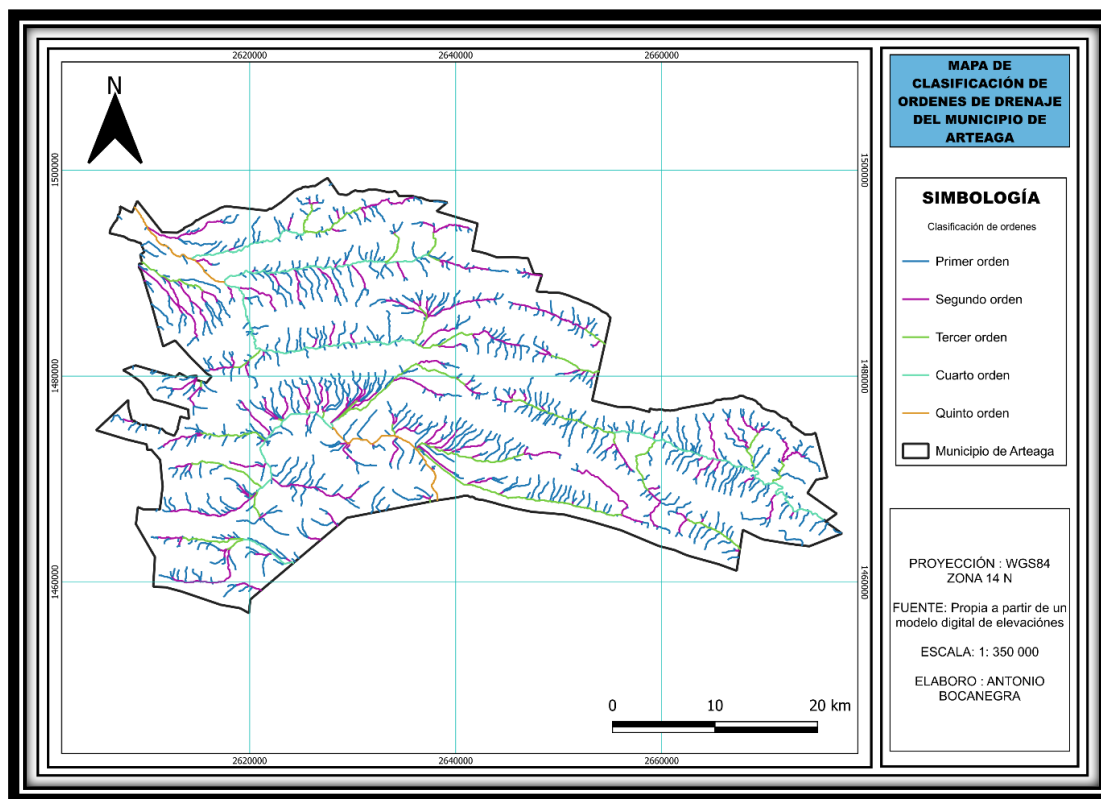 2620000
2640000
2660000
N
1500000
1500000
1480000
1480000
1460000
1460000
0
10
20 km
2620000
2640000
2660000
MAPA DE
CLASIFICACIÓN DE
ORDENES DE DRENAJE
DEL MUNICIPIO DE
ARTEAGA
SIMBOLOGÍA
Clasificación de ordenes
Primer orden
Segundo orden
Tercer orden
Cuarto orden
Quinto orden
Municipio de Arteaga
PROYECCIÓN : WGS84
ZONA 14 N
FUENTE: Propia a partir de un
modelo digital de elevaciónes
ESCALA: 1: 350 000
ELABORO : ANTONIO
BOCANEGRA